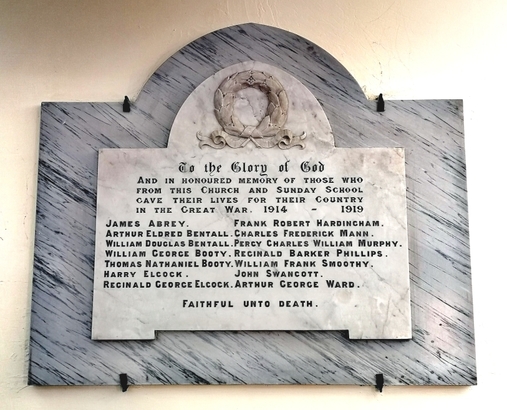 To the Glory of God
AND IN HONOURED MEMORY OF THOSE WHO
FROM THIS CHURCH AND SUNDAY SCHOOL
GAVE THEIR LIVES FOR THEIR COUNTRY
IN THE GREAT WAR. 1914 - 1919
JAMES ABREY. FRANK ROBERT HARDINGHAM.
ARTHUR ELDRED BENTALL. CHARLES FREDERICK MANN.
WILLIAM DOUGLAS BENTALL. PERCY CHARLES WILLIAM MURPHY.
WILLIAM GEORGE BOOTY. REGINALD BARKER PHILLIPS.
THOMAS NATHANIEL BOOTY. WILLIAM FRANK SMOOTHY.
HARRY ELCOCK. JOHN SWANCOTT.
REGINALD GEORGE ELCOCK. ARTHUR GEORGE WARD.
FAITHFUL UNTO DEATH.